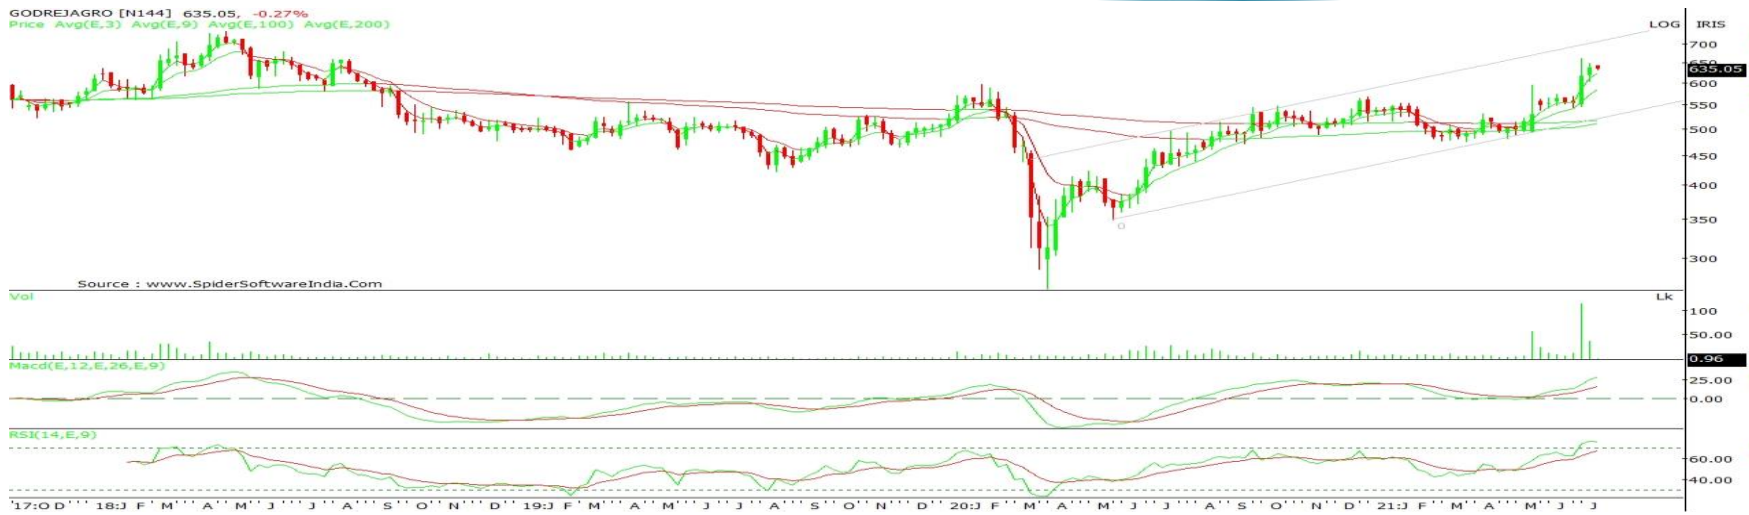 GODREJAGRO [N144] 635.05, -0.27%
Price Avg(E,3) Avg(E,9) Avg(E,100) Avg(E,200)
LOG IRIS
700
650
635.05
600
550
500
450
400
350
0
300
Source : www.SpiderSoftwareIndia.Com
Vol
Lk
100
50.00
0.96
Macd(E,12,E,26,E,9)
25.00
0.00
RSI(14,E,9)
60.00
40.00
'17:O D 18:J F M A M J J A S O N D 19:J F M A M J J A S O N D 20:J F M A M J J A S O N D 21:J F M A M J J